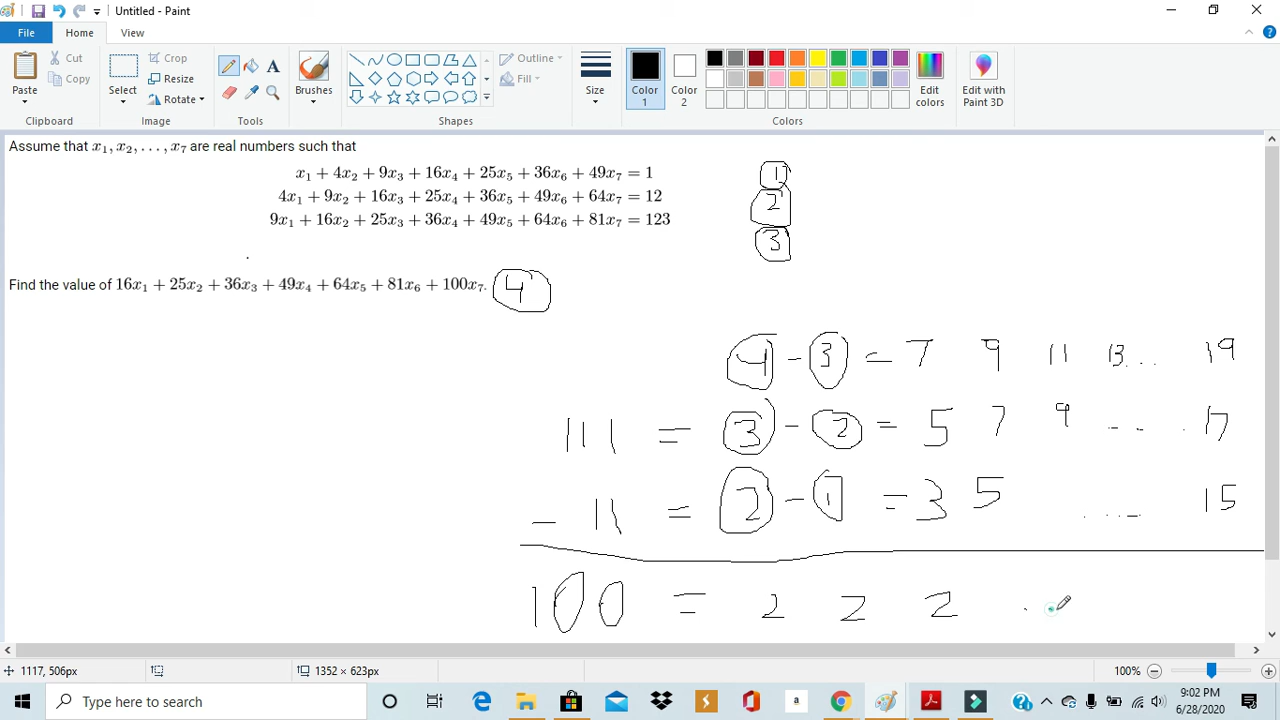 Untitled - Paint
File Home View
Paste Cut Copy Select Crop Resize Rotate Brushes Outline Fill Size Color 1 Color 2 Edit colors Edit with Paint 3D
Clipboard Image Tools Shapes Colors
Assume that x₁, x₂, . . . , x₇ are real numbers such that
x₁ + 4x₂ + 9x₃ + 16x₄ + 25x₅ + 36x₆ + 49x₇ = 1
4x₁ + 9x₂ + 16x₃ + 25x₄ + 36x₅ + 49x₆ + 64x₇ = 12
9x₁ + 16x₂ + 25x₃ + 36x₄ + 49x₅ + 64x₆ + 81x₇ = 123
1
2
3
Find the value of 16x₁ + 25x₂ + 36x₃ + 49x₄ + 64x₅ + 81x₆ + 100x₇. 4
4 - 3 = 7 9 11 13 ... 19
111 = 3 - 2 = 5 7 9 .... 17
- 11 = 2 - 1 = 3 5 .... 15
100 = 2 2 2 .
1117, 506px 1352 × 623px 100%
Type here to search
9:02 PM
6/28/2020